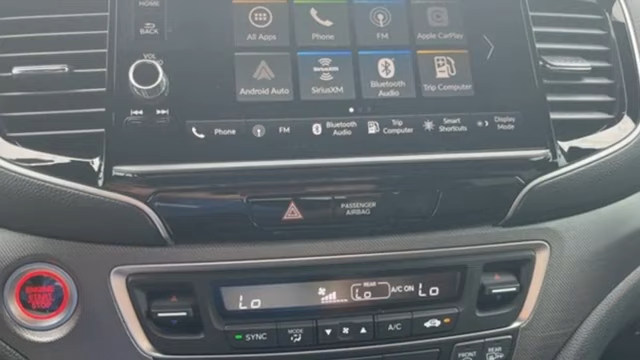 HOME
BACK
VOL
All Apps Phone FM Apple CarPlay
Android Auto SiriusXM Bluetooth Audio Trip Computer
Phone FM Bluetooth Audio Trip Computer Smart Shortcuts Display Mode
PASSENGER
AIRBAG
ENGINE
START
STOP
REAR
Lo Lo A/C ON Lo
SYNC MODE A/C
FRONT REAR